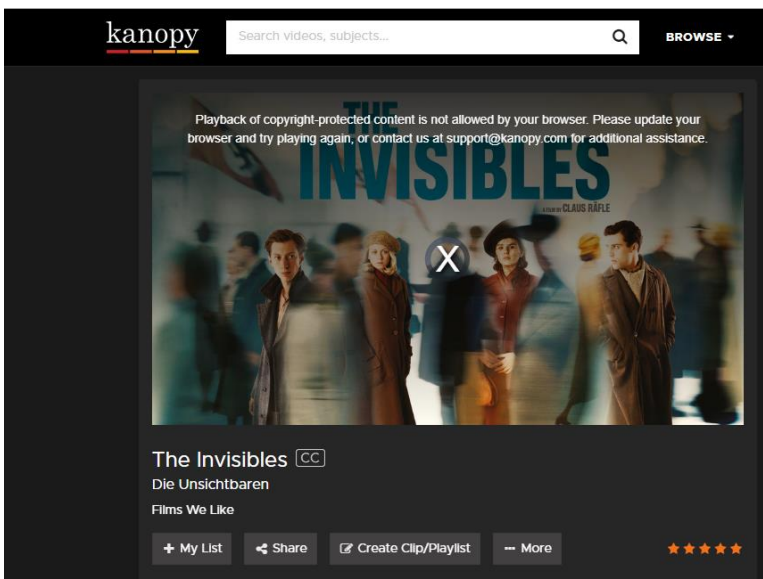 kanopy
Search videos, subjects...
BROWSE
Playback of copyright-protected content is not allowed by your browser. Please update your
browser and try playing again, or contact us at support@kanopy.com for additional assistance.
THE
INVISIBLES
A FILM BY CLAUS RÄFLE
The Invisibles CC
Die Unsichtbaren
Films We Like
+ My List
Share
Create Clip/Playlist
··· More